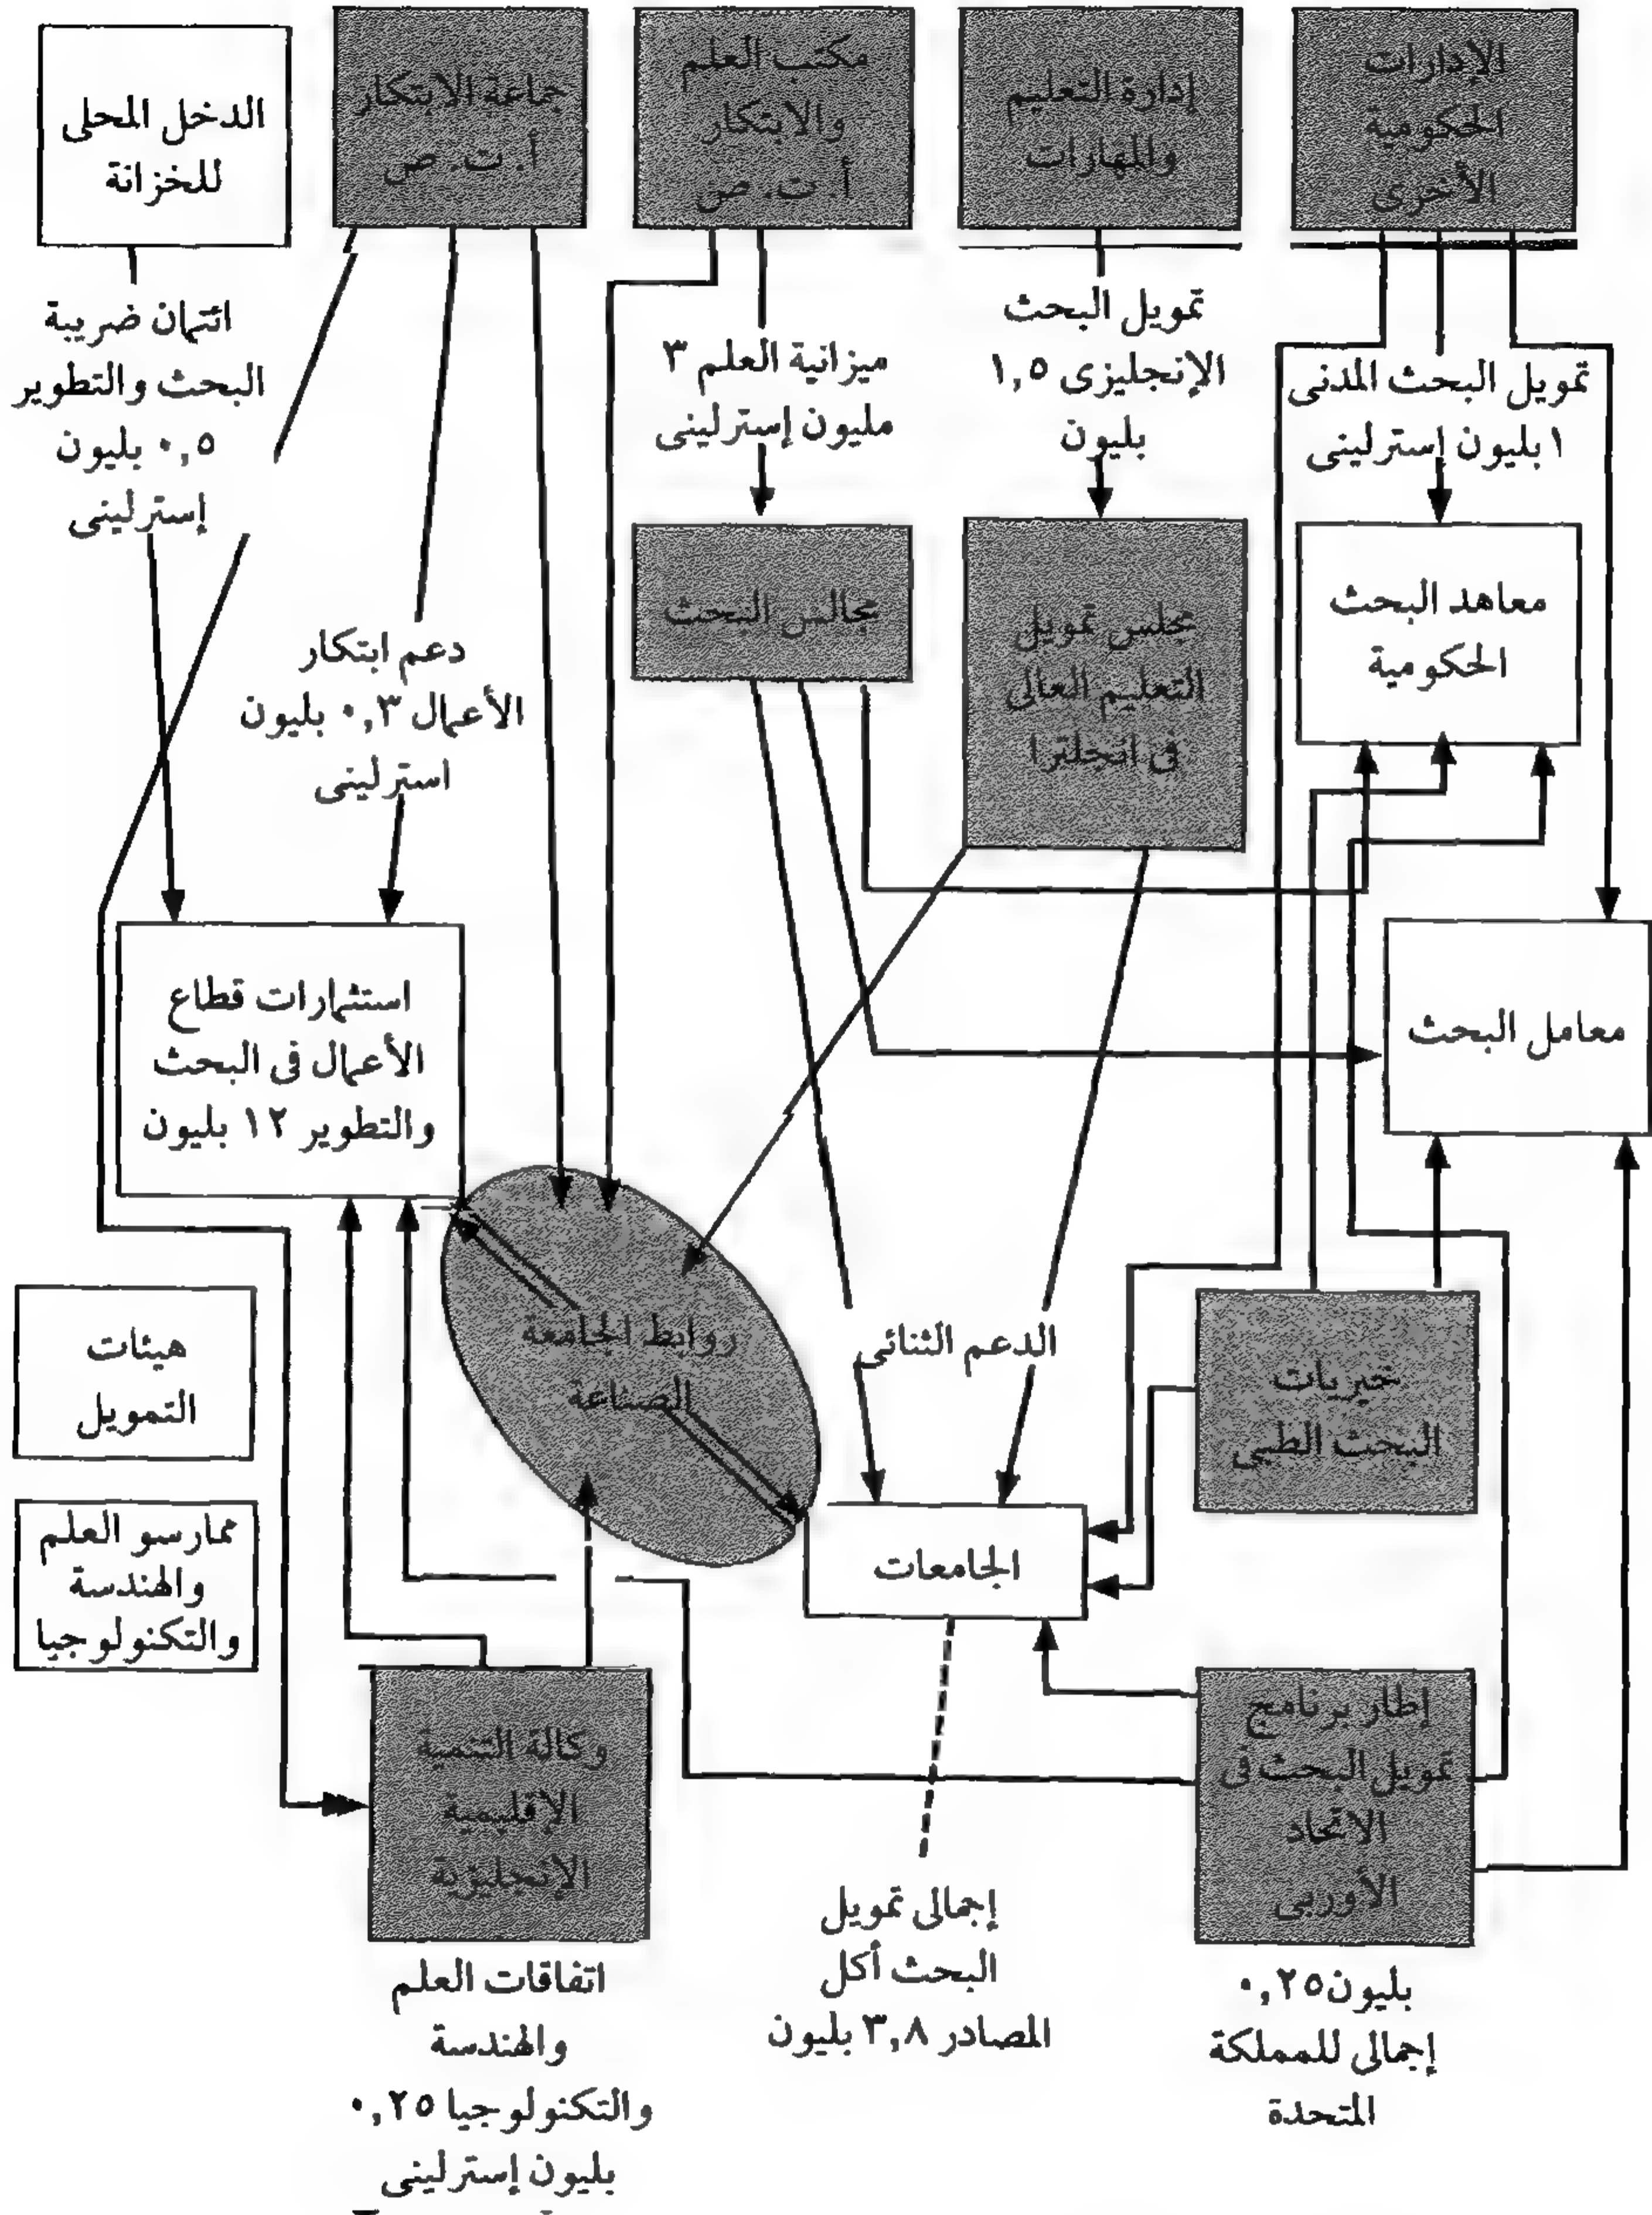 الإدارات
الحكومية
الأخرى
إدارة التعليم
والمهارات
مكتب العلم
والابتكار
أ. ت. ص
جماعة الابتكار
أ. ت. ص
الدخل المحلى
للخزانة
تمويل البحث المدنى
١ بليون إسترلينى
تمويل البحث
الإنجليزى ١,٥
بليون
ميزانية العلم ٣
مليون إسترلينى
ائتمان ضريبة
البحث والتطوير
٠,٥ بليون
إسترلينى
معاهد البحث
الحكومية
مجلس تمويل
التعليم العالى
فى انجلترا
مجالس البحث
دعم ابتكار
الأعمال ٠,٣ بليون
استرلينى
معامل البحث
استثمارات قطاع
الأعمال فى البحث
والتطوير ١٢ بليون
خيريات
البحث الطبى
الدعم الثنائى
روابط الجامعة
الصناعة
هيئات
التمويل
الجامعات
ممارسو العلم
والهندسة
والتكنولوجيا
إطار برنامج
تمويل البحث فى
الاتحاد
الأوربى
وكالة التنمية
الإقليمية
الإنجليزية
بليون ٠,٢٥
إجمالى للمملكة
المتحدة
إجمالى تمويل
البحث أكل
المصادر ٣,٨ بليون
اتفاقات العلم
والهندسة
والتكنولوجيا ٠,٢٥
بليون إسترلينى